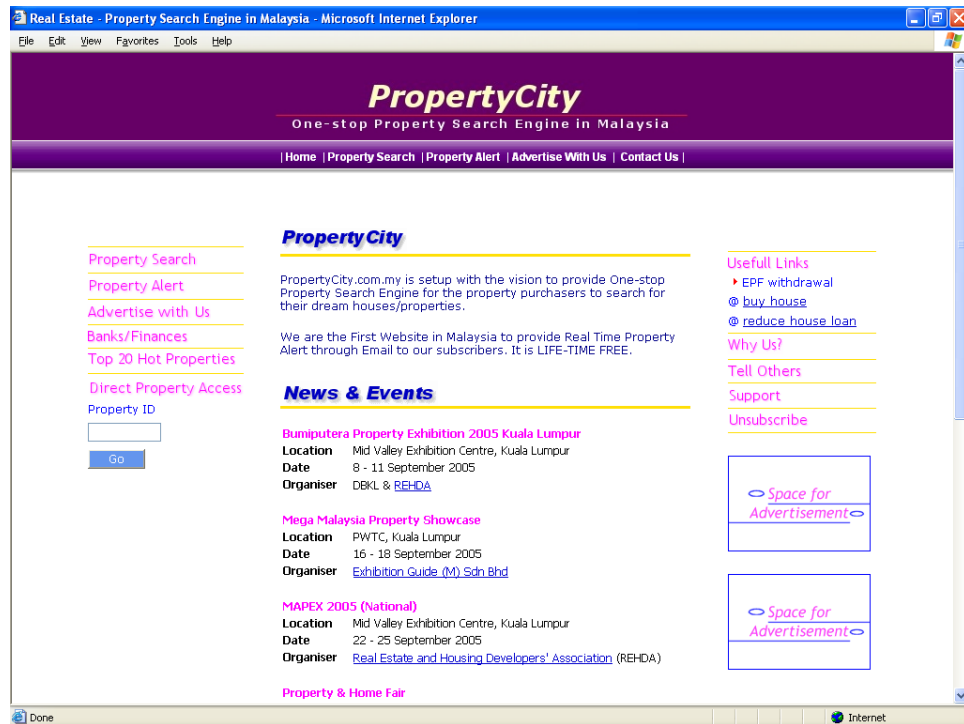 Real Estate - Property Search Engine in Malaysia - Microsoft Internet Explorer
File Edit View Favorites Tools Help
PropertyCity
One-stop Property Search Engine in Malaysia
| Home | Property Search | Property Alert | Advertise With Us | Contact Us |
Property Search
Property Alert
Advertise with Us
Banks/Finances
Top 20 Hot Properties
Direct Property Access
Property ID
Go
PropertyCity
PropertyCity.com.my is setup with the vision to provide One-stop
Property Search Engine for the property purchasers to search for
their dream houses/properties.
We are the First Website in Malaysia to provide Real Time Property
Alert through Email to our subscribers. It is LIFE-TIME FREE.
News & Events
Bumiputera Property Exhibition 2005 Kuala Lumpur
Location Mid Valley Exhibition Centre, Kuala Lumpur
Date 8 - 11 September 2005
Organiser DBKL & REHDA
Mega Malaysia Property Showcase
Location PWTC, Kuala Lumpur
Date 16 - 18 September 2005
Organiser Exhibition Guide (M) Sdn Bhd
MAPEX 2005 (National)
Location Mid Valley Exhibition Centre, Kuala Lumpur
Date 22 - 25 September 2005
Organiser Real Estate and Housing Developers' Association (REHDA)
Property & Home Fair
Usefull Links
EPF withdrawal
@ buy house
@ reduce house loan
Why Us?
Tell Others
Support
Unsubscribe
Space for
Advertisement
Space for
Advertisement
Done
Internet